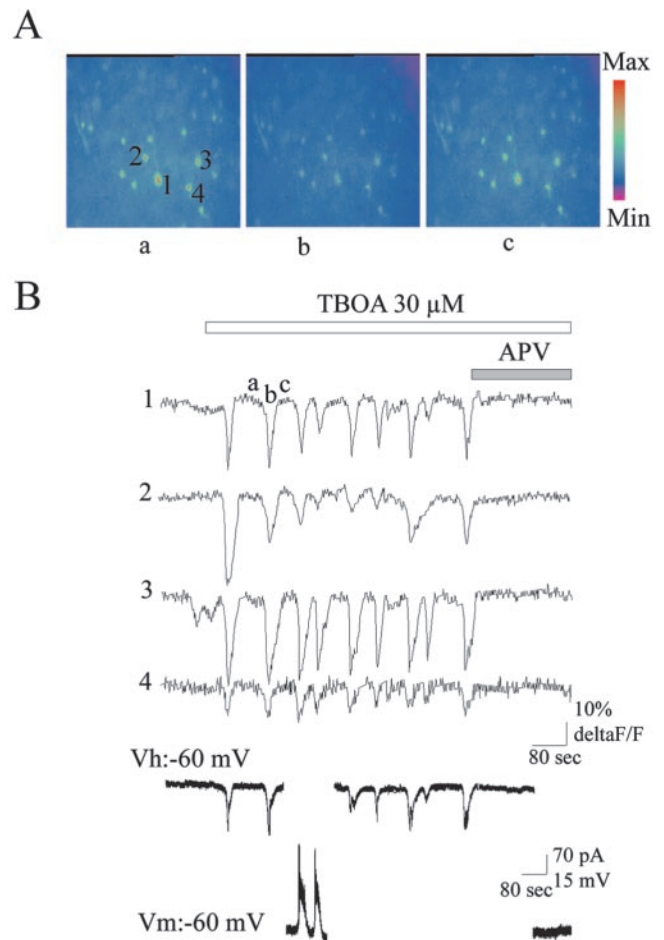 A
2
1
3
4
Max
Min
a
b
c
B
TBOA 30 µM
APV
1
a
b
c
2
3
4
10%
deltaF/F
80 sec
Vh:-60 mV
70 pA
80 sec 15 mV
Vm:-60 mV